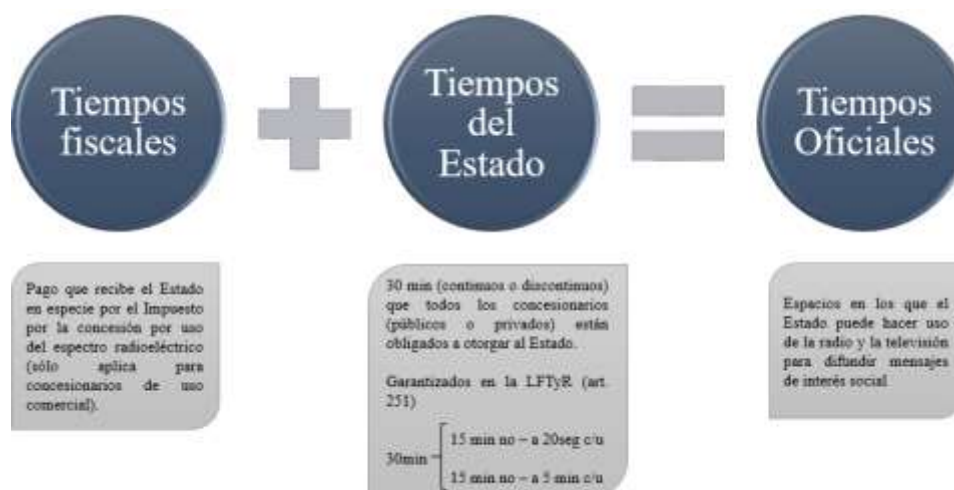 Tiempos
fiscales
Tiempos
del
Estado
Tiempos
Oficiales
Pago que recibe el Estado
en especie por el Impuesto
por la concesión por uso
del espectro radioeléctrico
(sólo aplica para
concesionarios de uso
comercial).
30 min (continuos o discontinuos)
que todos los concesionarios
(públicos o privados) están
obligados a otorgar al Estado.
Garantizados en la LFTyR (art.
251)
30min
15 min no – a 20seg c/u
15 min no – a 5 min c/u
Espacios en los que el
Estado puede hacer uso
de la radio y la televisión
para difundir mensajes
de interés social